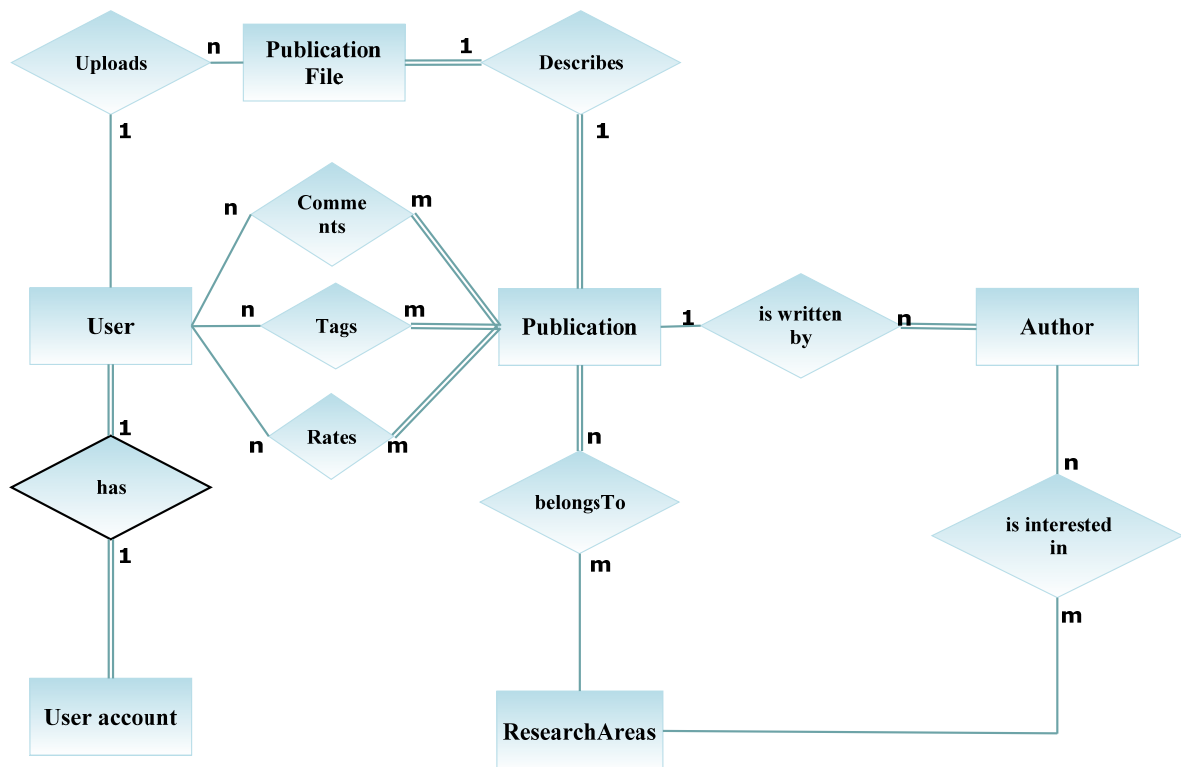 Uploads
n
Publication
File
1
Describes
1
1
n
Comme
nts
m
n
Tags
m
User
Publication
1
is written
by
n
Author
n
Rates
m
1
n
n
has
belongsTo
is interested
in
1
m
m
User account
ResearchAreas